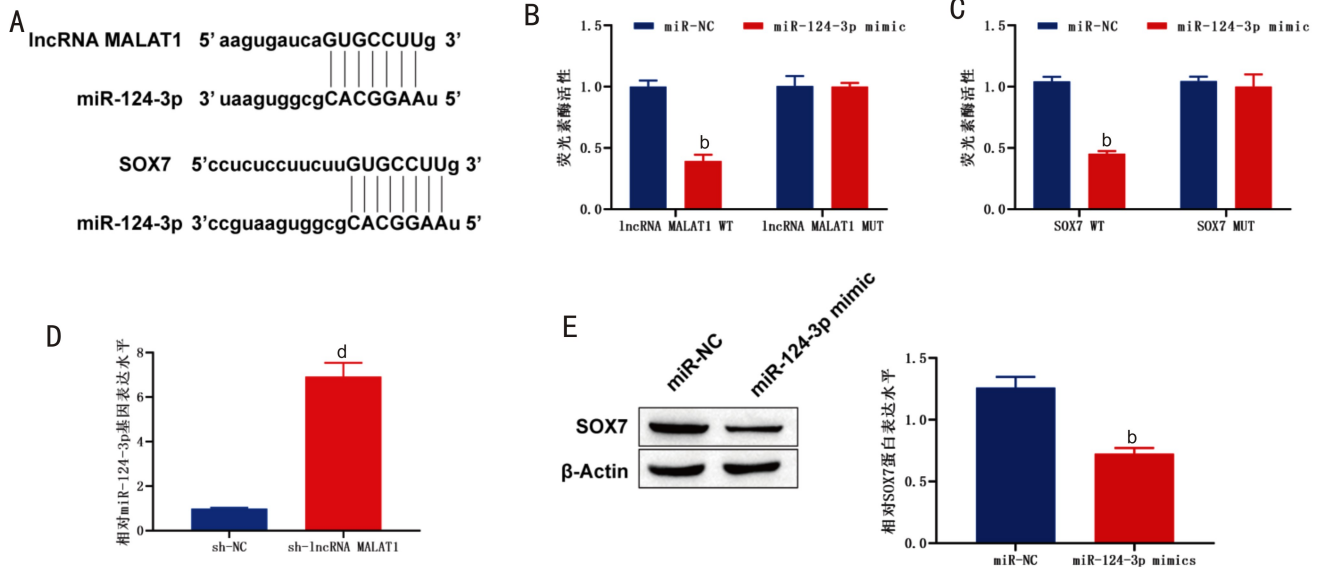 A
lncRNA MALAT1 5’ aagugaucaGUGCCUUg 3’
miR-124-3p 3’ uaaguggcgCACGGAAu 5’
SOX7 5’ccucuccuucuuGUGCCUUg 3’
miR-124-3p 3’ccguaaguggcgCACGGAAu 5’
B
miR-NC miR-124-3p mimic
荧光素酶活性
1.5
1.0
0.5
0.0
b
lncRNA MALAT1 WT lncRNA MALAT1 MUT
C
miR-NC miR-124-3p mimic
荧光素酶活性
1.5
1.0
0.5
0.0
b
SOX7 WT SOX7 MUT
D
相对miR-124-3p基因表达水平
8
6
4
2
0
d
sh-NC sh-lncRNA MALAT1
E
miR-NC miR-124-3p mimic
SOX7
β-Actin
相对SOX7蛋白表达水平
1.5
1.0
0.5
0.0
b
miR-NC miR-124-3p mimics